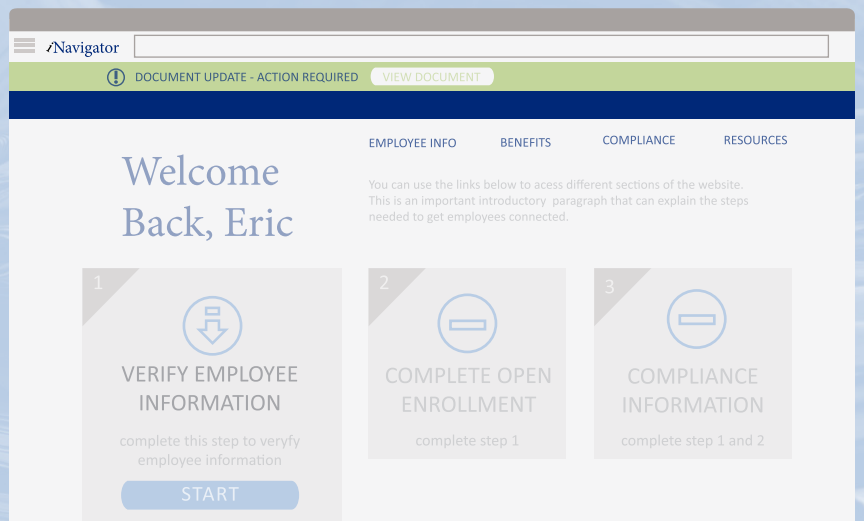 iNavigator
DOCUMENT UPDATE - ACTION REQUIRED
VIEW DOCUMENT
EMPLOYEE INFO
BENEFITS
COMPLIANCE
RESOURCES
Welcome
Back, Eric
You can use the links below to acess different sections of the website.
This is an important introductory paragraph that can explain the steps
needed to get employees connected.
1
VERIFY EMPLOYEE
INFORMATION
complete this step to veryfy
employee information
START
2
COMPLETE OPEN
ENROLLMENT
complete step 1
3
COMPLIANCE
INFORMATION
complete step 1 and 2